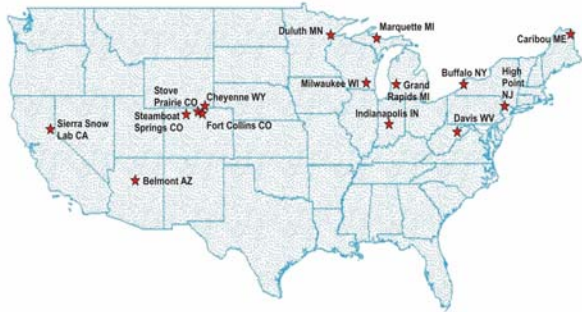 Duluth MN
Marquette MI
Caribou ME
Stove
Prairie CO
Cheyenne WY
Milwaukee WI
Grand
Rapids MI
Buffalo NY
High
Point
NJ
Sierra Snow
Lab CA
Steamboat
Springs CO
Fort Collins CO
Indianapolis IN
Davis WV
Belmont AZ